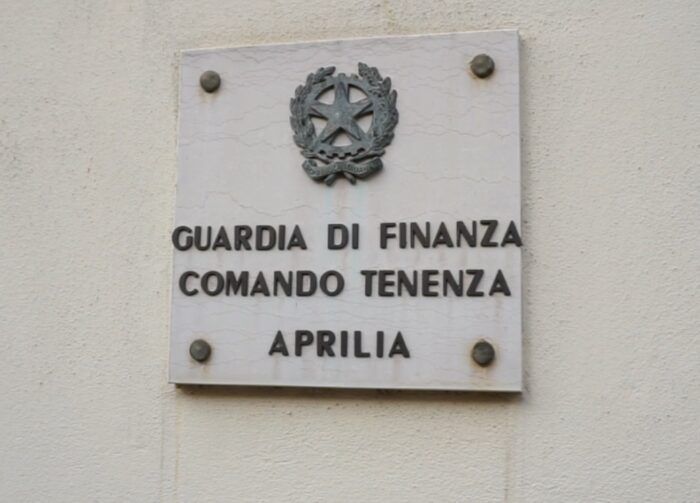 GUARDIA DI FINANZA
COMANDO TENENZA
APRILIA